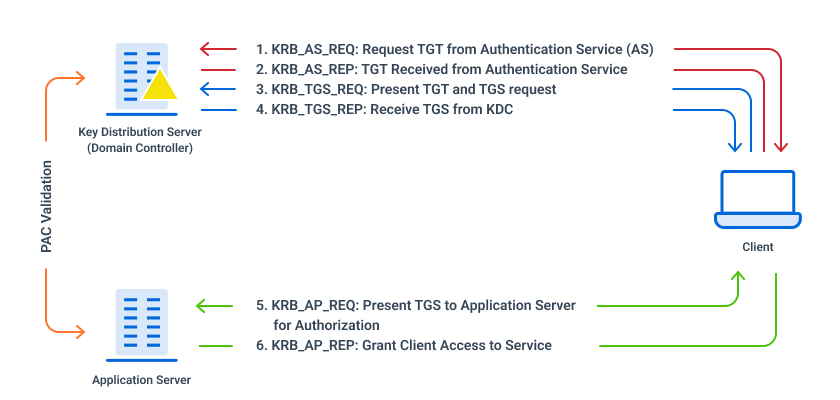 1. KRB_AS_REQ: Request TGT from Authentication Service (AS)
2. KRB_AS_REP: TGT Received from Authentication Service
3. KRB_TGS_REQ: Present TGT and TGS request
4. KRB_TGS_REP: Receive TGS from KDC
Key Distribution Server
(Domain Controller)
PAC Validation
Client
5. KRB_AP_REQ: Present TGS to Application Server
for Authorization
6. KRB_AP_REP: Grant Client Access to Service
Application Server